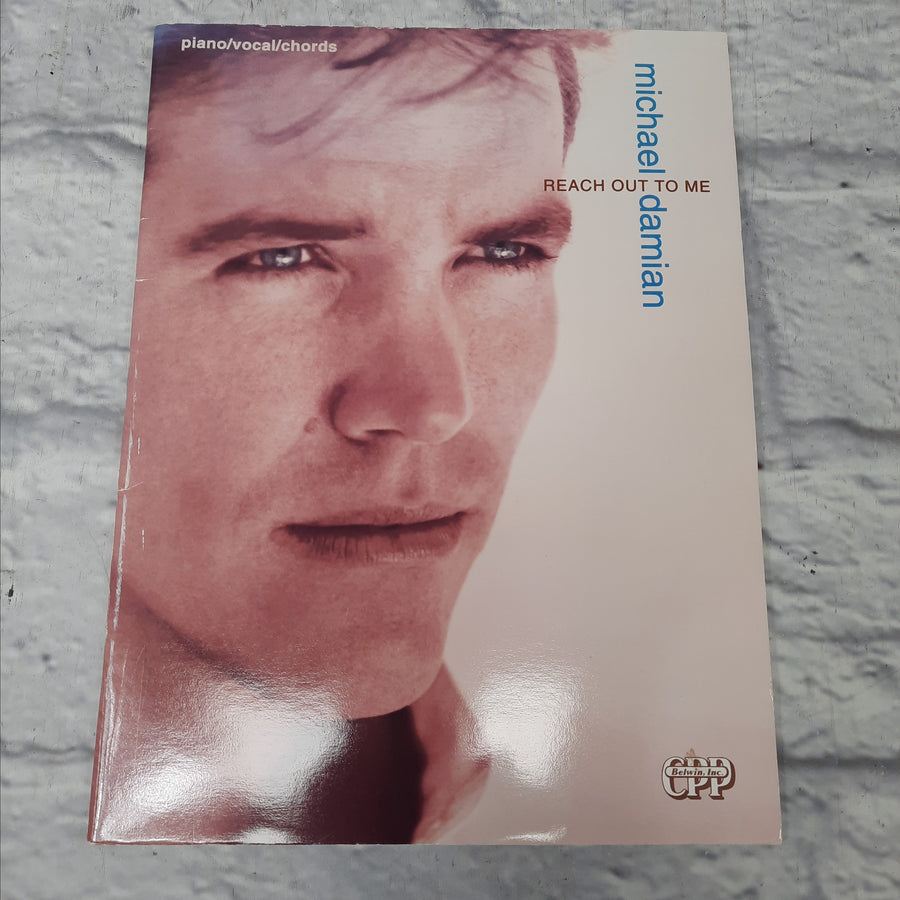 piano/vocal/chords
michael damian
REACH OUT TO ME
Belwin, Inc.
CPP